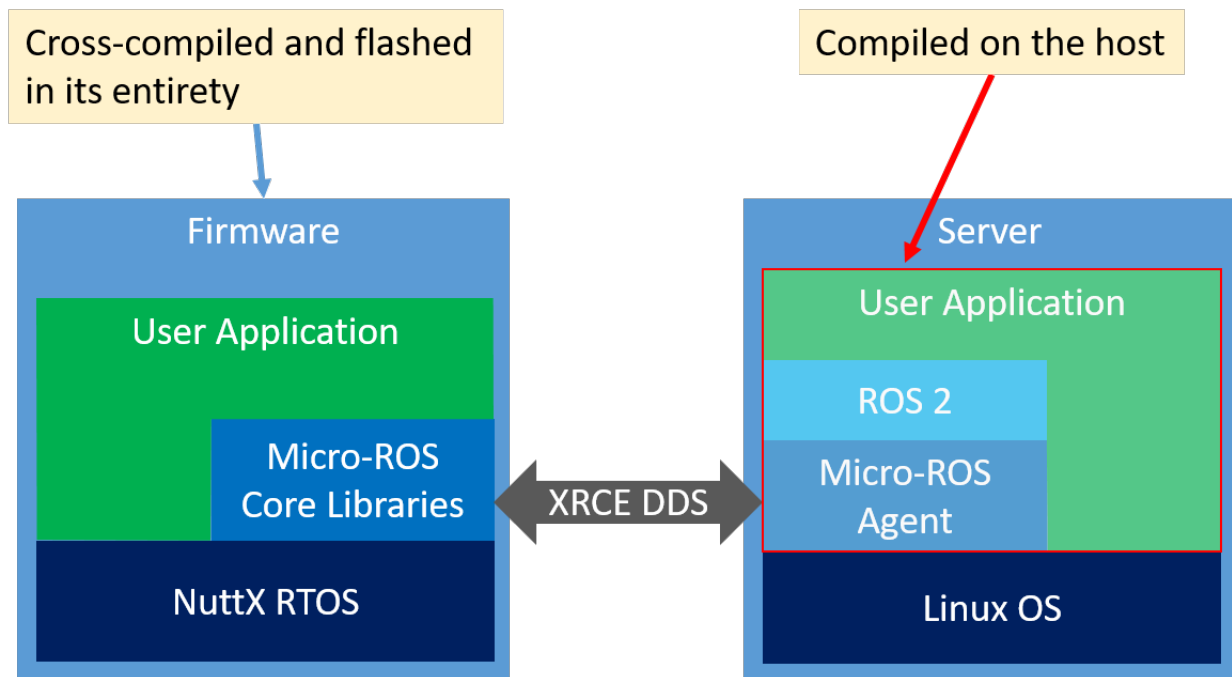 Cross-compiled and flashed
in its entirety
Compiled on the host
Firmware
User Application
Micro-ROS
Core Libraries
NuttX RTOS
XRCE DDS
Server
User Application
ROS 2
Micro-ROS
Agent
Linux OS